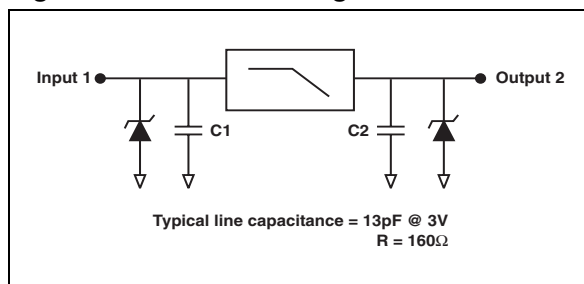 Input 1
Output 2
C1
C2
Typical line capacitance = 13pF @ 3V
R = 160Ω